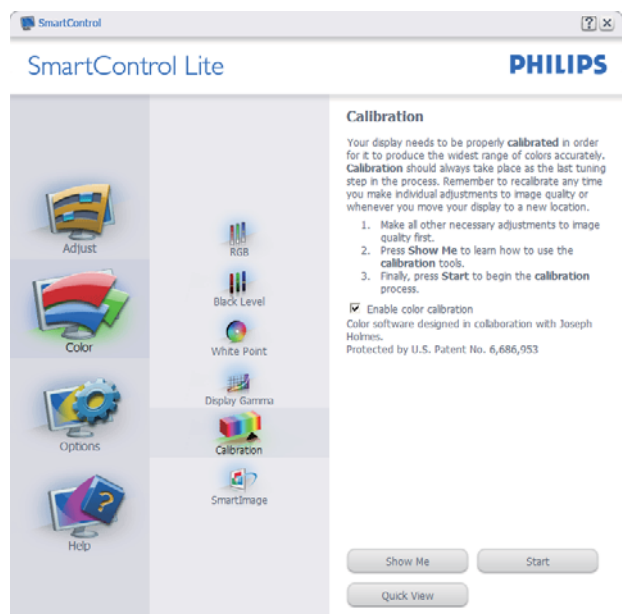 SmartControl
SmartControl Lite
PHILIPS
Adjust
Color
Options
Help
RGB
Black Level
White Point
Display Gamma
Calibration
SmartImage
Calibration
Your display needs to be properly calibrated in order
for it to produce the widest range of colors accurately.
Calibration should always take place as the last tuning
step in the process. Remember to recalibrate any time
you make individual adjustments to image quality or
whenever you move your display to a new location.
1. Make all other necessary adjustments to image
quality first.
2. Press Show Me to learn how to use the
calibration tools.
3. Finally, press Start to begin the calibration
process.
Enable color calibration
Color software designed in collaboration with Joseph
Holmes.
Protected by U.S. Patent No. 6,686,953
Show Me
Start
Quick View